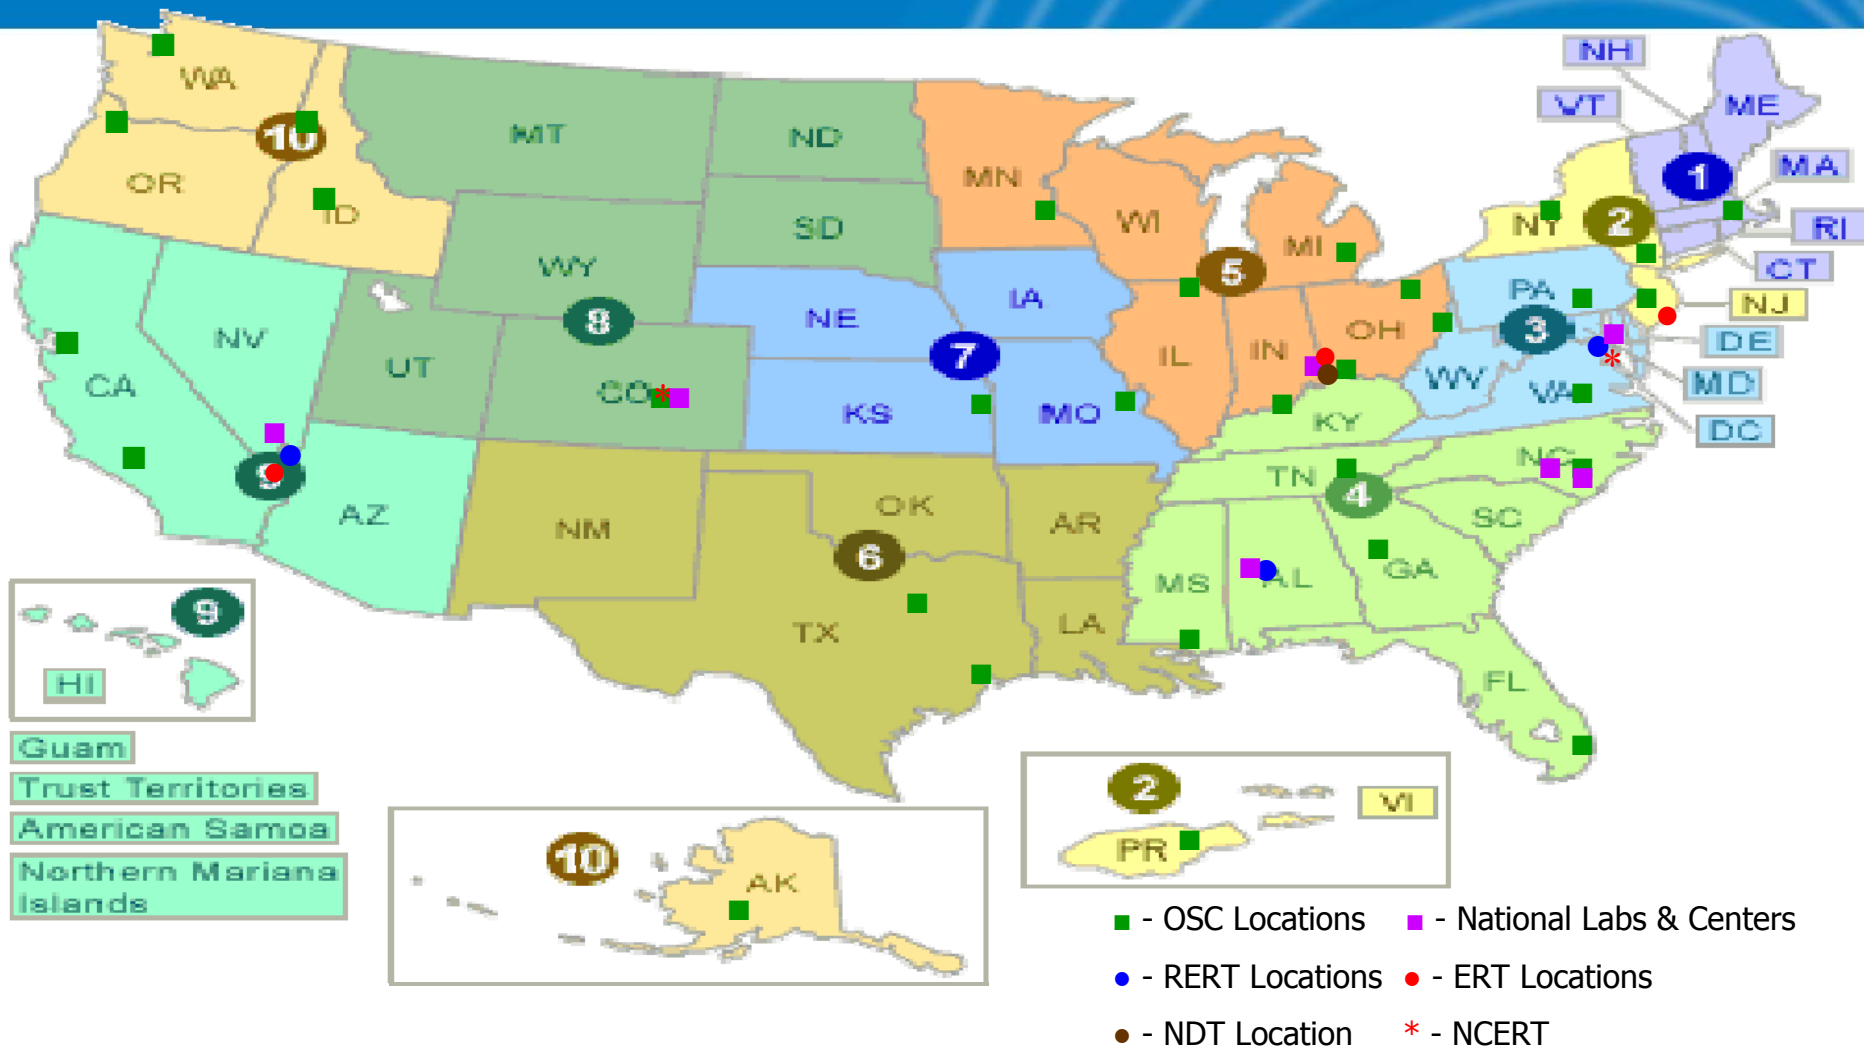 NH
VT
ME
WA
10
MT
ND
MN
MA
1
OR
ID
SD
WI
MI
NY
2
RI
WY
5
CT
IA
PA
NJ
NV
8
NE
7
OH
3
DE
CA
UT
CO
KS
MO
IL
IN
WV
VA
MD
KY
DC
9
AZ
NM
OK
AR
TN
4
NC
SC
6
MS
AL
GA
TX
LA
FL
9
HI
Guam
Trust Territories
American Samoa
Northern Mariana
islands
10
AK
2
VI
PR
- OSC Locations
- National Labs & Centers
- RERT Locations
- ERT Locations
- NDT Location
* - NCERT